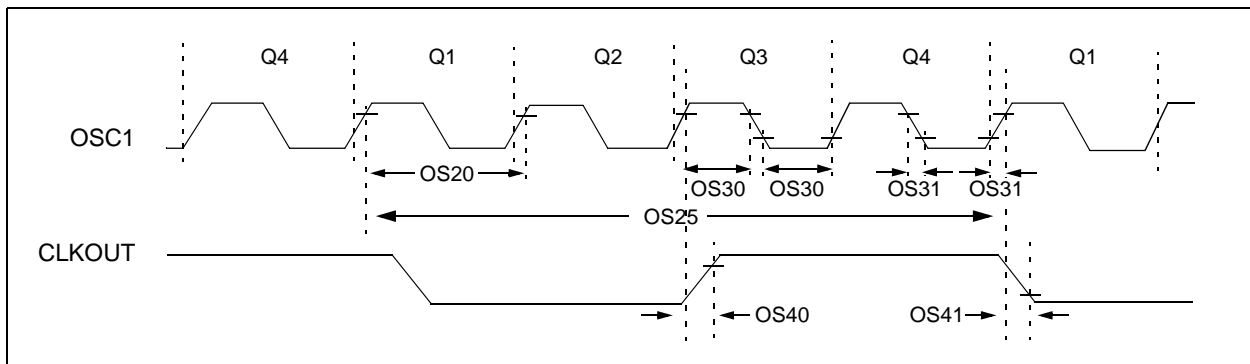 Q4 Q1 Q2 Q3 Q4 Q1
OSC1
OS20 OS30 OS30 OS31 OS31
OS25
CLKOUT
OS40 OS41